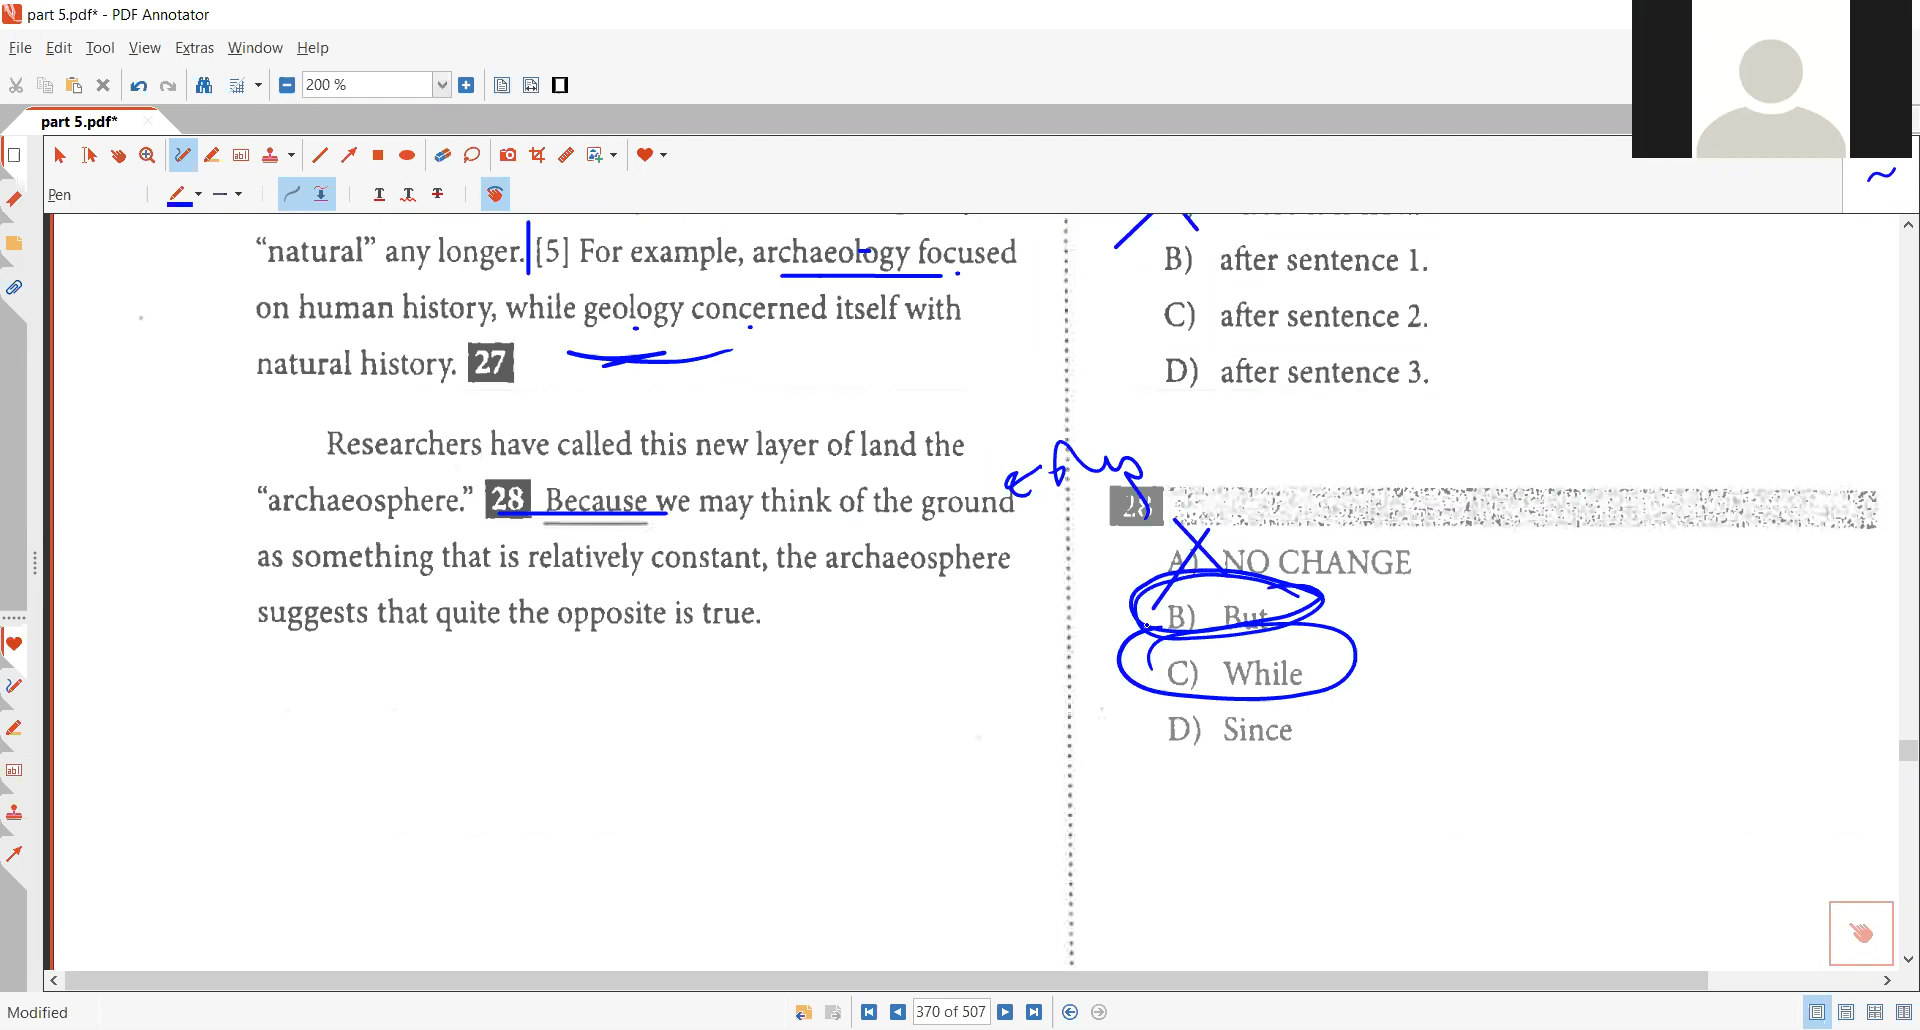 part 5.pdf* - PDF Annotator
File Edit Tool View Extras Window Help
200 %
part 5.pdf*
Pen
“natural” any longer. [5] For example, archaeology focused
on human history, while geology concerned itself with
natural history. 27
Researchers have called this new layer of land the
“archaeosphere.” 28 Because we may think of the ground
as something that is relatively constant, the archaeosphere
suggests that quite the opposite is true.
B) after sentence 1.
C) after sentence 2.
D) after sentence 3.
28
A) NO CHANGE
B) But
C) While
D) Since
Modified
370 of 507